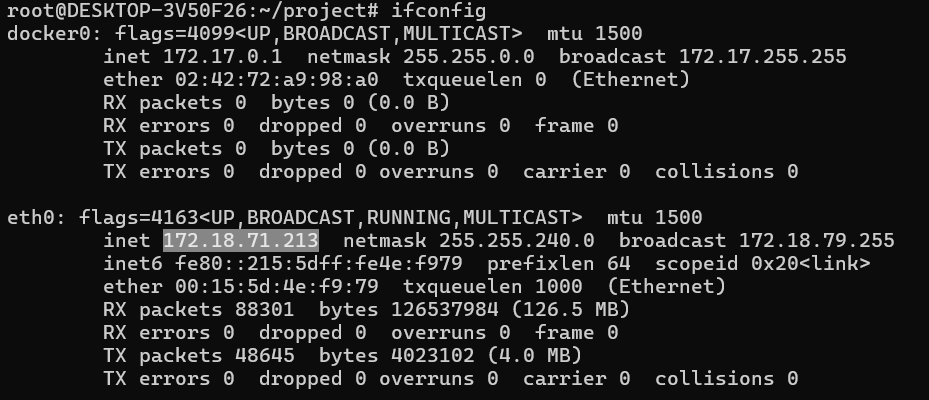 root@DESKTOP-3V50F26:~/project# ifconfig
docker0: flags=4099<UP,BROADCAST,MULTICAST>  mtu 1500
        inet 172.17.0.1  netmask 255.255.0.0  broadcast 172.17.255.255
        ether 02:42:72:a9:98:a0  txqueuelen 0  (Ethernet)
        RX packets 0  bytes 0 (0.0 B)
        RX errors 0  dropped 0  overruns 0  frame 0
        TX packets 0  bytes 0 (0.0 B)
        TX errors 0  dropped 0 overruns 0  carrier 0  collisions 0

eth0: flags=4163<UP,BROADCAST,RUNNING,MULTICAST>  mtu 1500
        inet 172.18.71.213  netmask 255.255.240.0  broadcast 172.18.79.255
        inet6 fe80::215:5dff:fe4e:f979  prefixlen 64  scopeid 0x20<link>
        ether 00:15:5d:4e:f9:79  txqueuelen 1000  (Ethernet)
        RX packets 88301  bytes 126537984 (126.5 MB)
        RX errors 0  dropped 0  overruns 0  frame 0
        TX packets 48645  bytes 4023102 (4.0 MB)
        TX errors 0  dropped 0 overruns 0  carrier 0  collisions 0